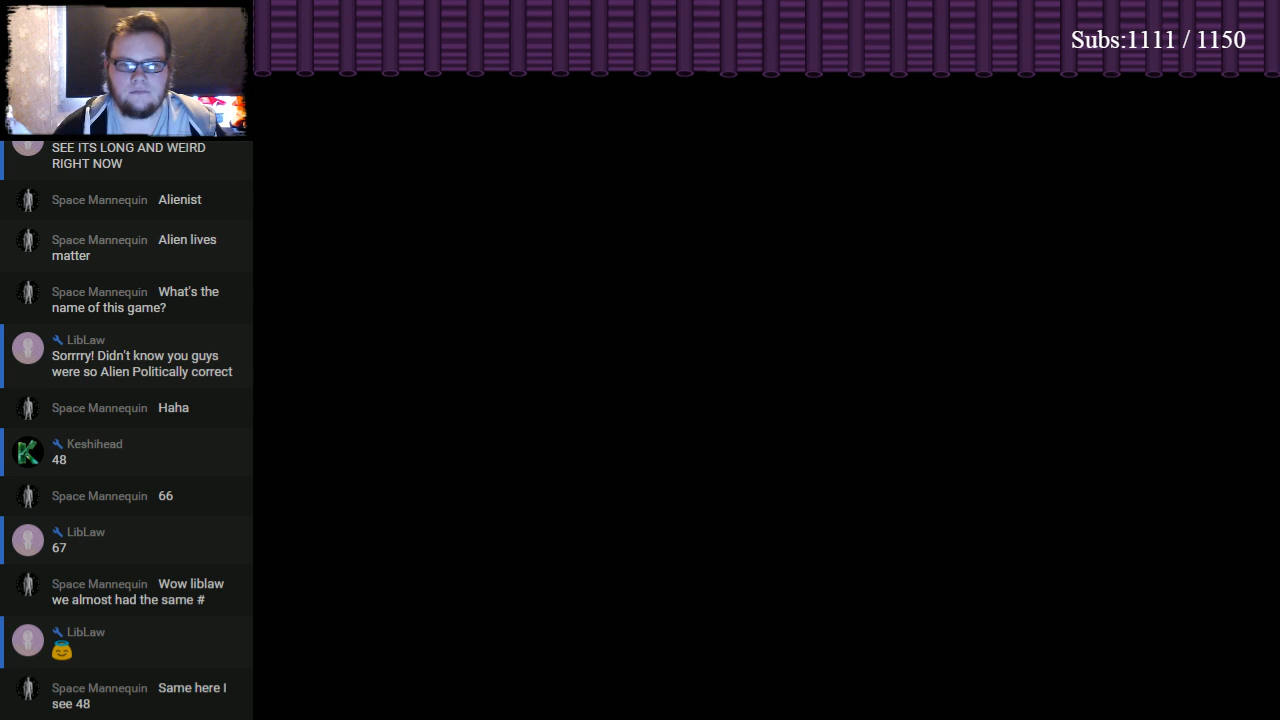 Subs:1111 / 1150
SEE ITS LONG AND WEIRD
RIGHT NOW
Space Mannequin Alienist
Space Mannequin Alien lives
matter
Space Mannequin What's the
name of this game?
LibLaw
Sorrrry! Didn't know you guys
were so Alien Politically correct
Space Mannequin Haha
Keshihead
48
Space Mannequin 66
LibLaw
67
Space Mannequin Wow liblaw
we almost had the same #
LibLaw
Space Mannequin Same here I
see 48